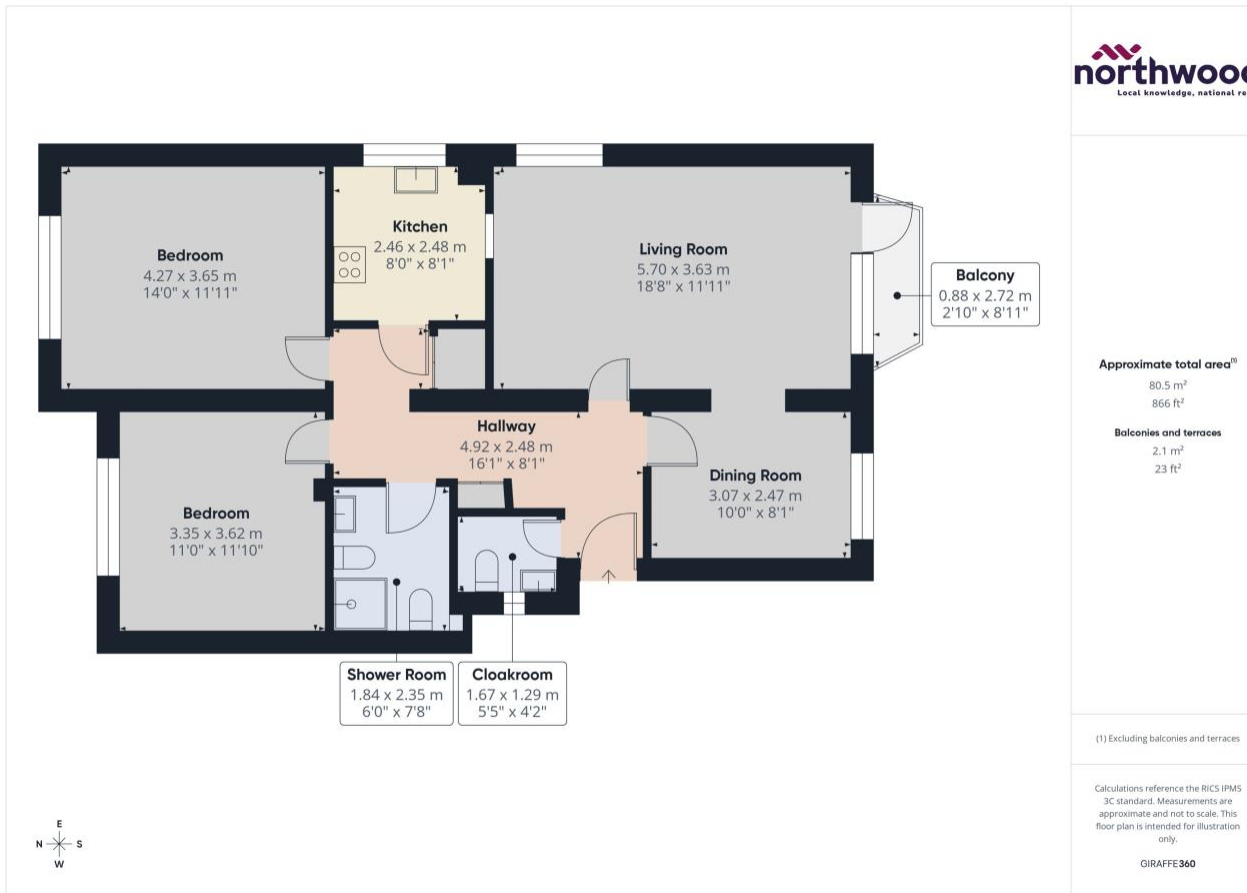 northwood
Local knowledge, national re
Kitchen
2.46 x 2.48 m
8'0" x 8'1"
Bedroom
4.27 x 3.65 m
14'0" x 11'11"
Living Room
5.70 x 3.63 m
18'8" x 11'11"
Balcony
0.88 x 2.72 m
2'10" x 8'11"
Hallway
4.92 x 2.48 m
16'1" x 8'1"
Dining Room
3.07 x 2.47 m
10'0" x 8'1"
Bedroom
3.35 x 3.62 m
11'0" x 11'10"
Shower Room
1.84 x 2.35 m
6'0" x 7'8"
Cloakroom
1.67 x 1.29 m
5'5" x 4'2"
Approximate total area(1)
80.5 m²
866 ft²
Balconies and terraces
2.1 m²
23 ft²
(1) Excluding balconies and terraces
Calculations reference the RICS IPMS
3C standard. Measurements are
approximate and not to scale. This
floor plan is intended for illustration
only.
GIRAFFE360
E
N S
W